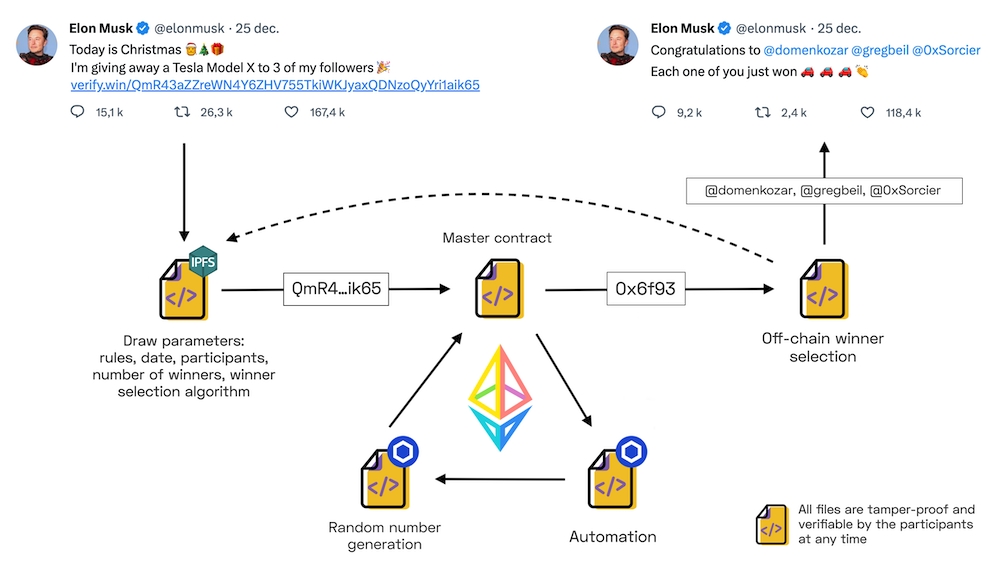 Elon Musk @elonmusk · 25 dec.
Today is Christmas
I'm giving away a Tesla Model X to 3 of my followers
verify.win/QmR43aZZreWN4Y6ZHV755TkiWKJyaxQDNzoQyYri1aik65
15,1 k 26,3 k 167,4 k
Elon Musk @elonmusk · 25 dec.
Congratulations to @domenkozar @gregbeil @0xSorcier
Each one of you just won
9,2 k 2,4 k 118,4 k
@domenkozar, @gregbeil, @0xSorcier
Master contract
IPFS
QmR4...ik65
0x6f93
Draw parameters:
rules, date, participants,
number of winners, winner
selection algorithm
Off-chain winner
selection
Random number
generation
Automation
All files are tamper-proof and
verifiable by the participants
at any time